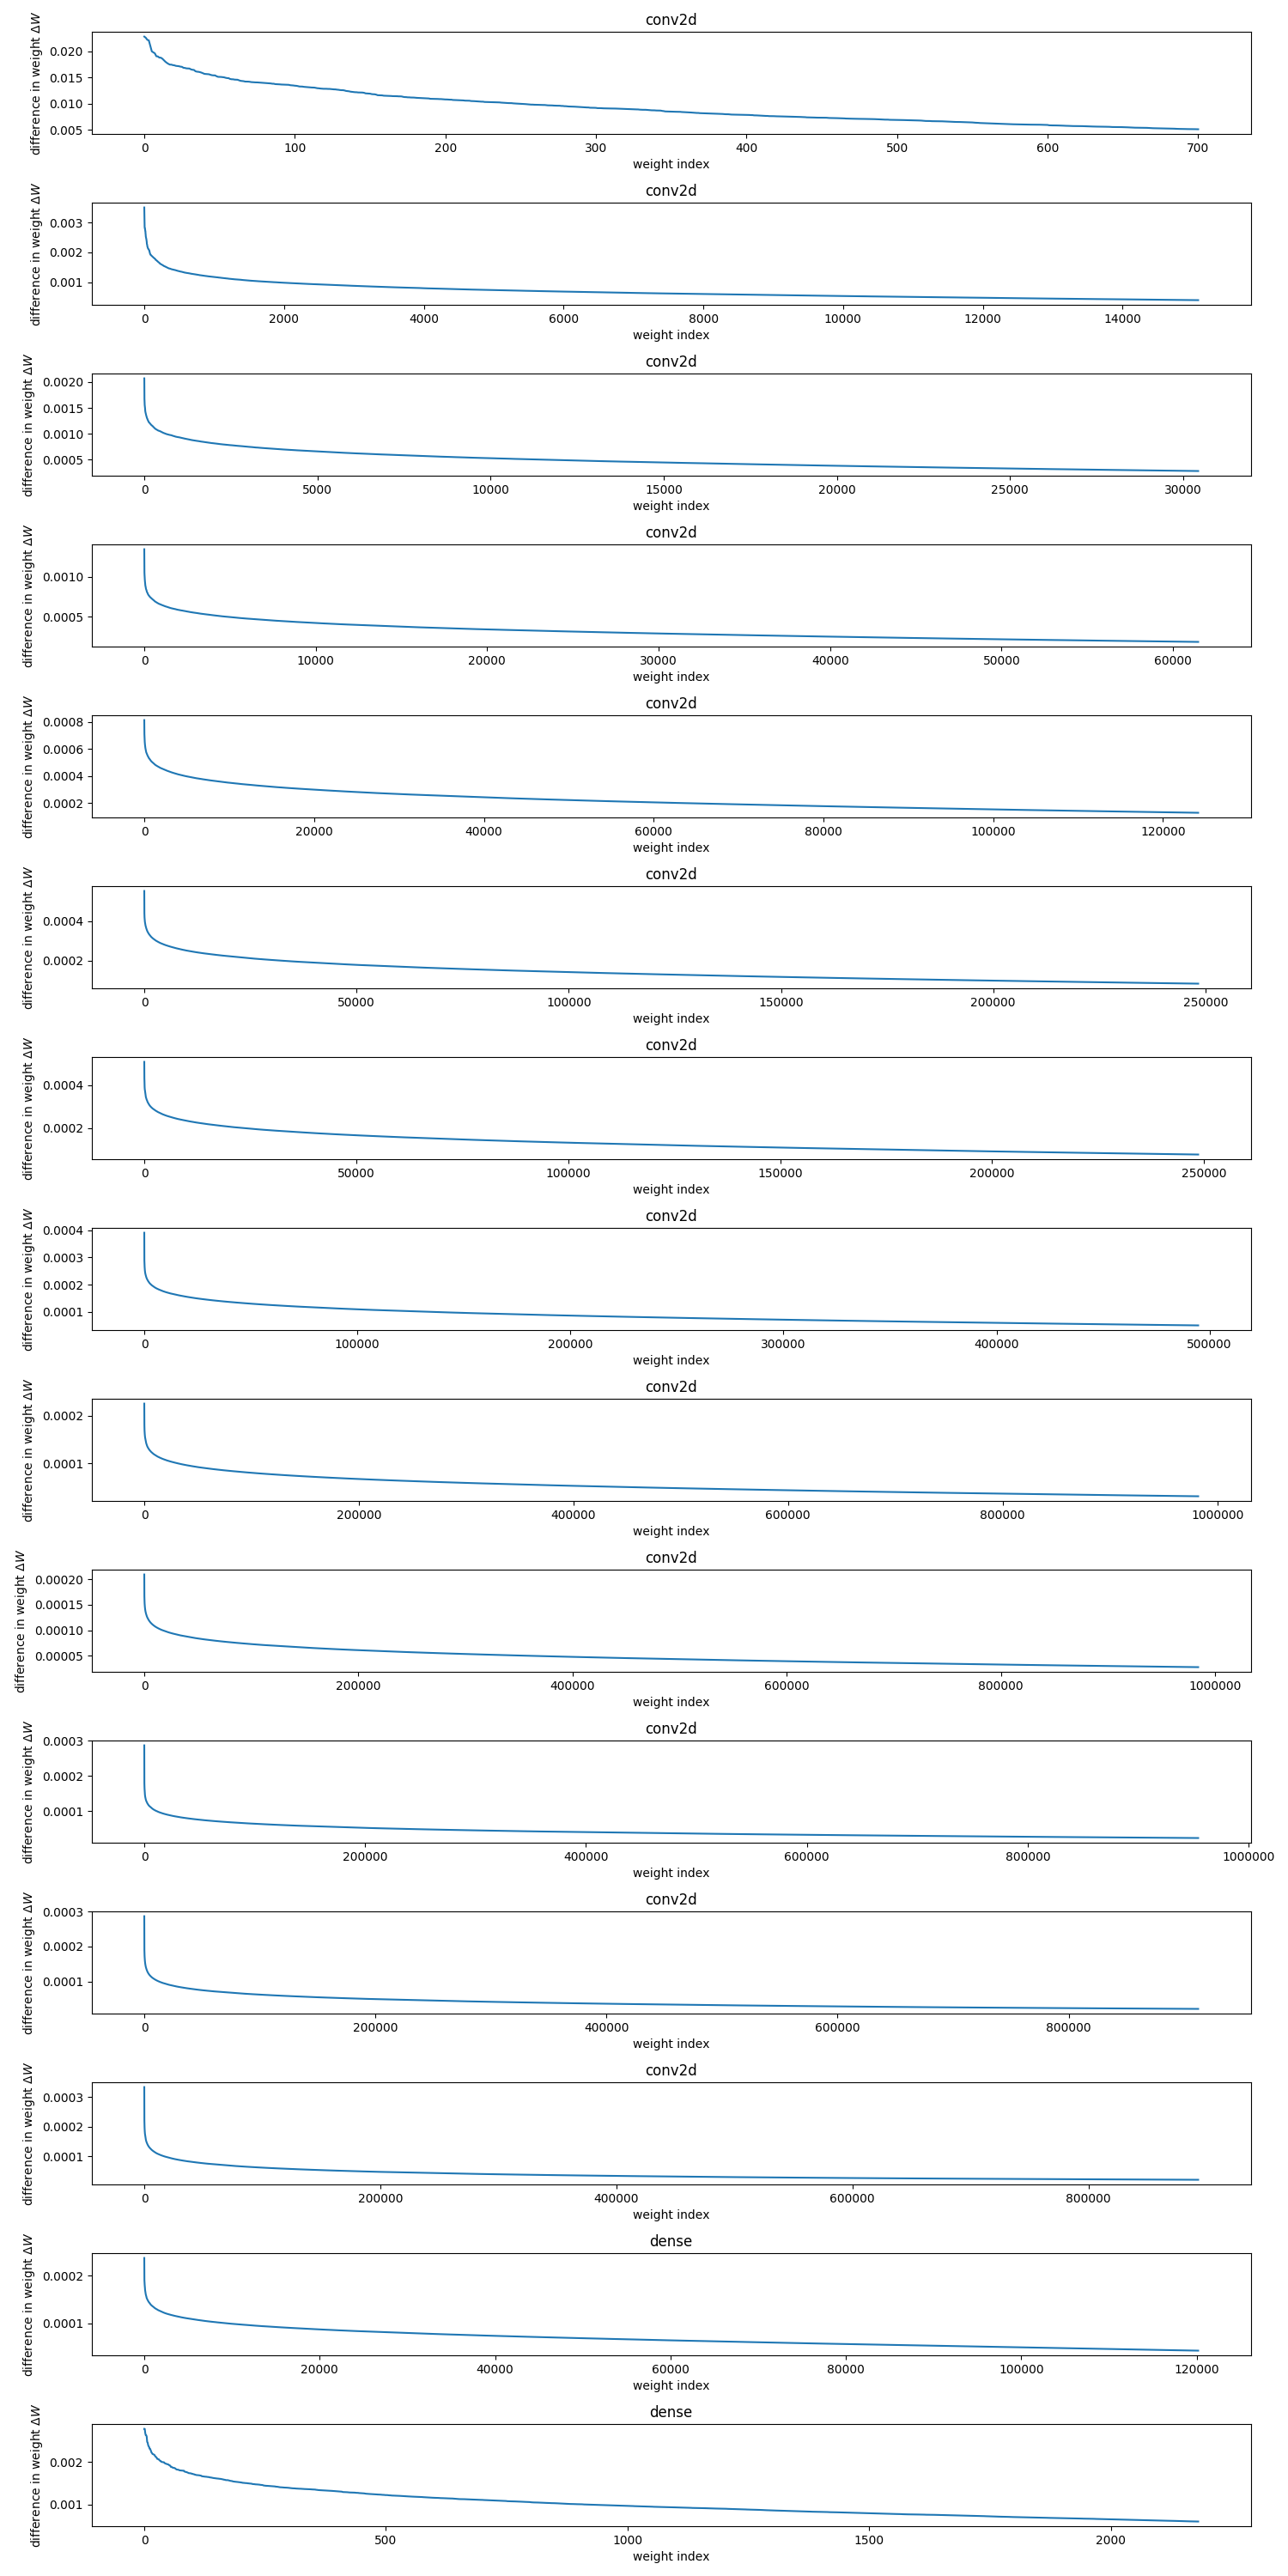 conv2d
difference in weight ΔW
0.020
0.015
0.010
0.005
0 100 200 300 400 500 600 700
weight index
conv2d
difference in weight ΔW
0.003
0.002
0.001
0 2000 4000 6000 8000 10000 12000 14000
weight index
conv2d
difference in weight ΔW
0.0020
0.0015
0.0010
0.0005
0 5000 10000 15000 20000 25000 30000
weight index
conv2d
difference in weight ΔW
0.0010
0.0005
0 10000 20000 30000 40000 50000 60000
weight index
conv2d
difference in weight ΔW
0.0008
0.0006
0.0004
0.0002
0 20000 40000 60000 80000 100000 120000
weight index
conv2d
difference in weight ΔW
0.0004
0.0002
0 50000 100000 150000 200000 250000
weight index
conv2d
difference in weight ΔW
0.0004
0.0002
0 50000 100000 150000 200000 250000
weight index
conv2d
difference in weight ΔW
0.0004
0.0003
0.0002
0.0001
0 100000 200000 300000 400000 500000
weight index
conv2d
difference in weight ΔW
0.0002
0.0001
0 200000 400000 600000 800000 1000000
weight index
conv2d
difference in weight ΔW
0.00020
0.00015
0.00010
0.00005
0 200000 400000 600000 800000 1000000
weight index
conv2d
difference in weight ΔW
0.0003
0.0002
0.0001
0 200000 400000 600000 800000 1000000
weight index
conv2d
difference in weight ΔW
0.0003
0.0002
0.0001
0 200000 400000 600000 800000
weight index
conv2d
difference in weight ΔW
0.0003
0.0002
0.0001
0 200000 400000 600000 800000
weight index
dense
difference in weight ΔW
0.0002
0.0001
0 20000 40000 60000 80000 100000 120000
weight index
dense
difference in weight ΔW
0.002
0.001
0 500 1000 1500 2000
weight index